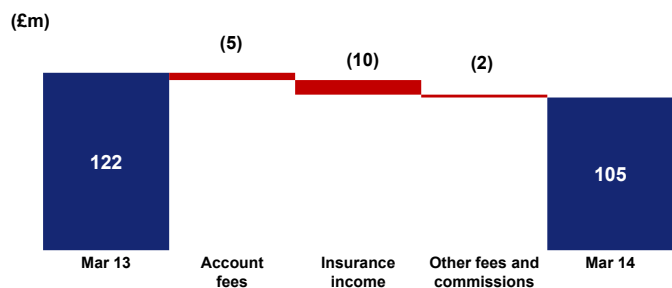 (£m)
(5)
(10)
(2)
122
105
Mar 13
Account
fees
Insurance
income
Other fees and
commissions
Mar 14